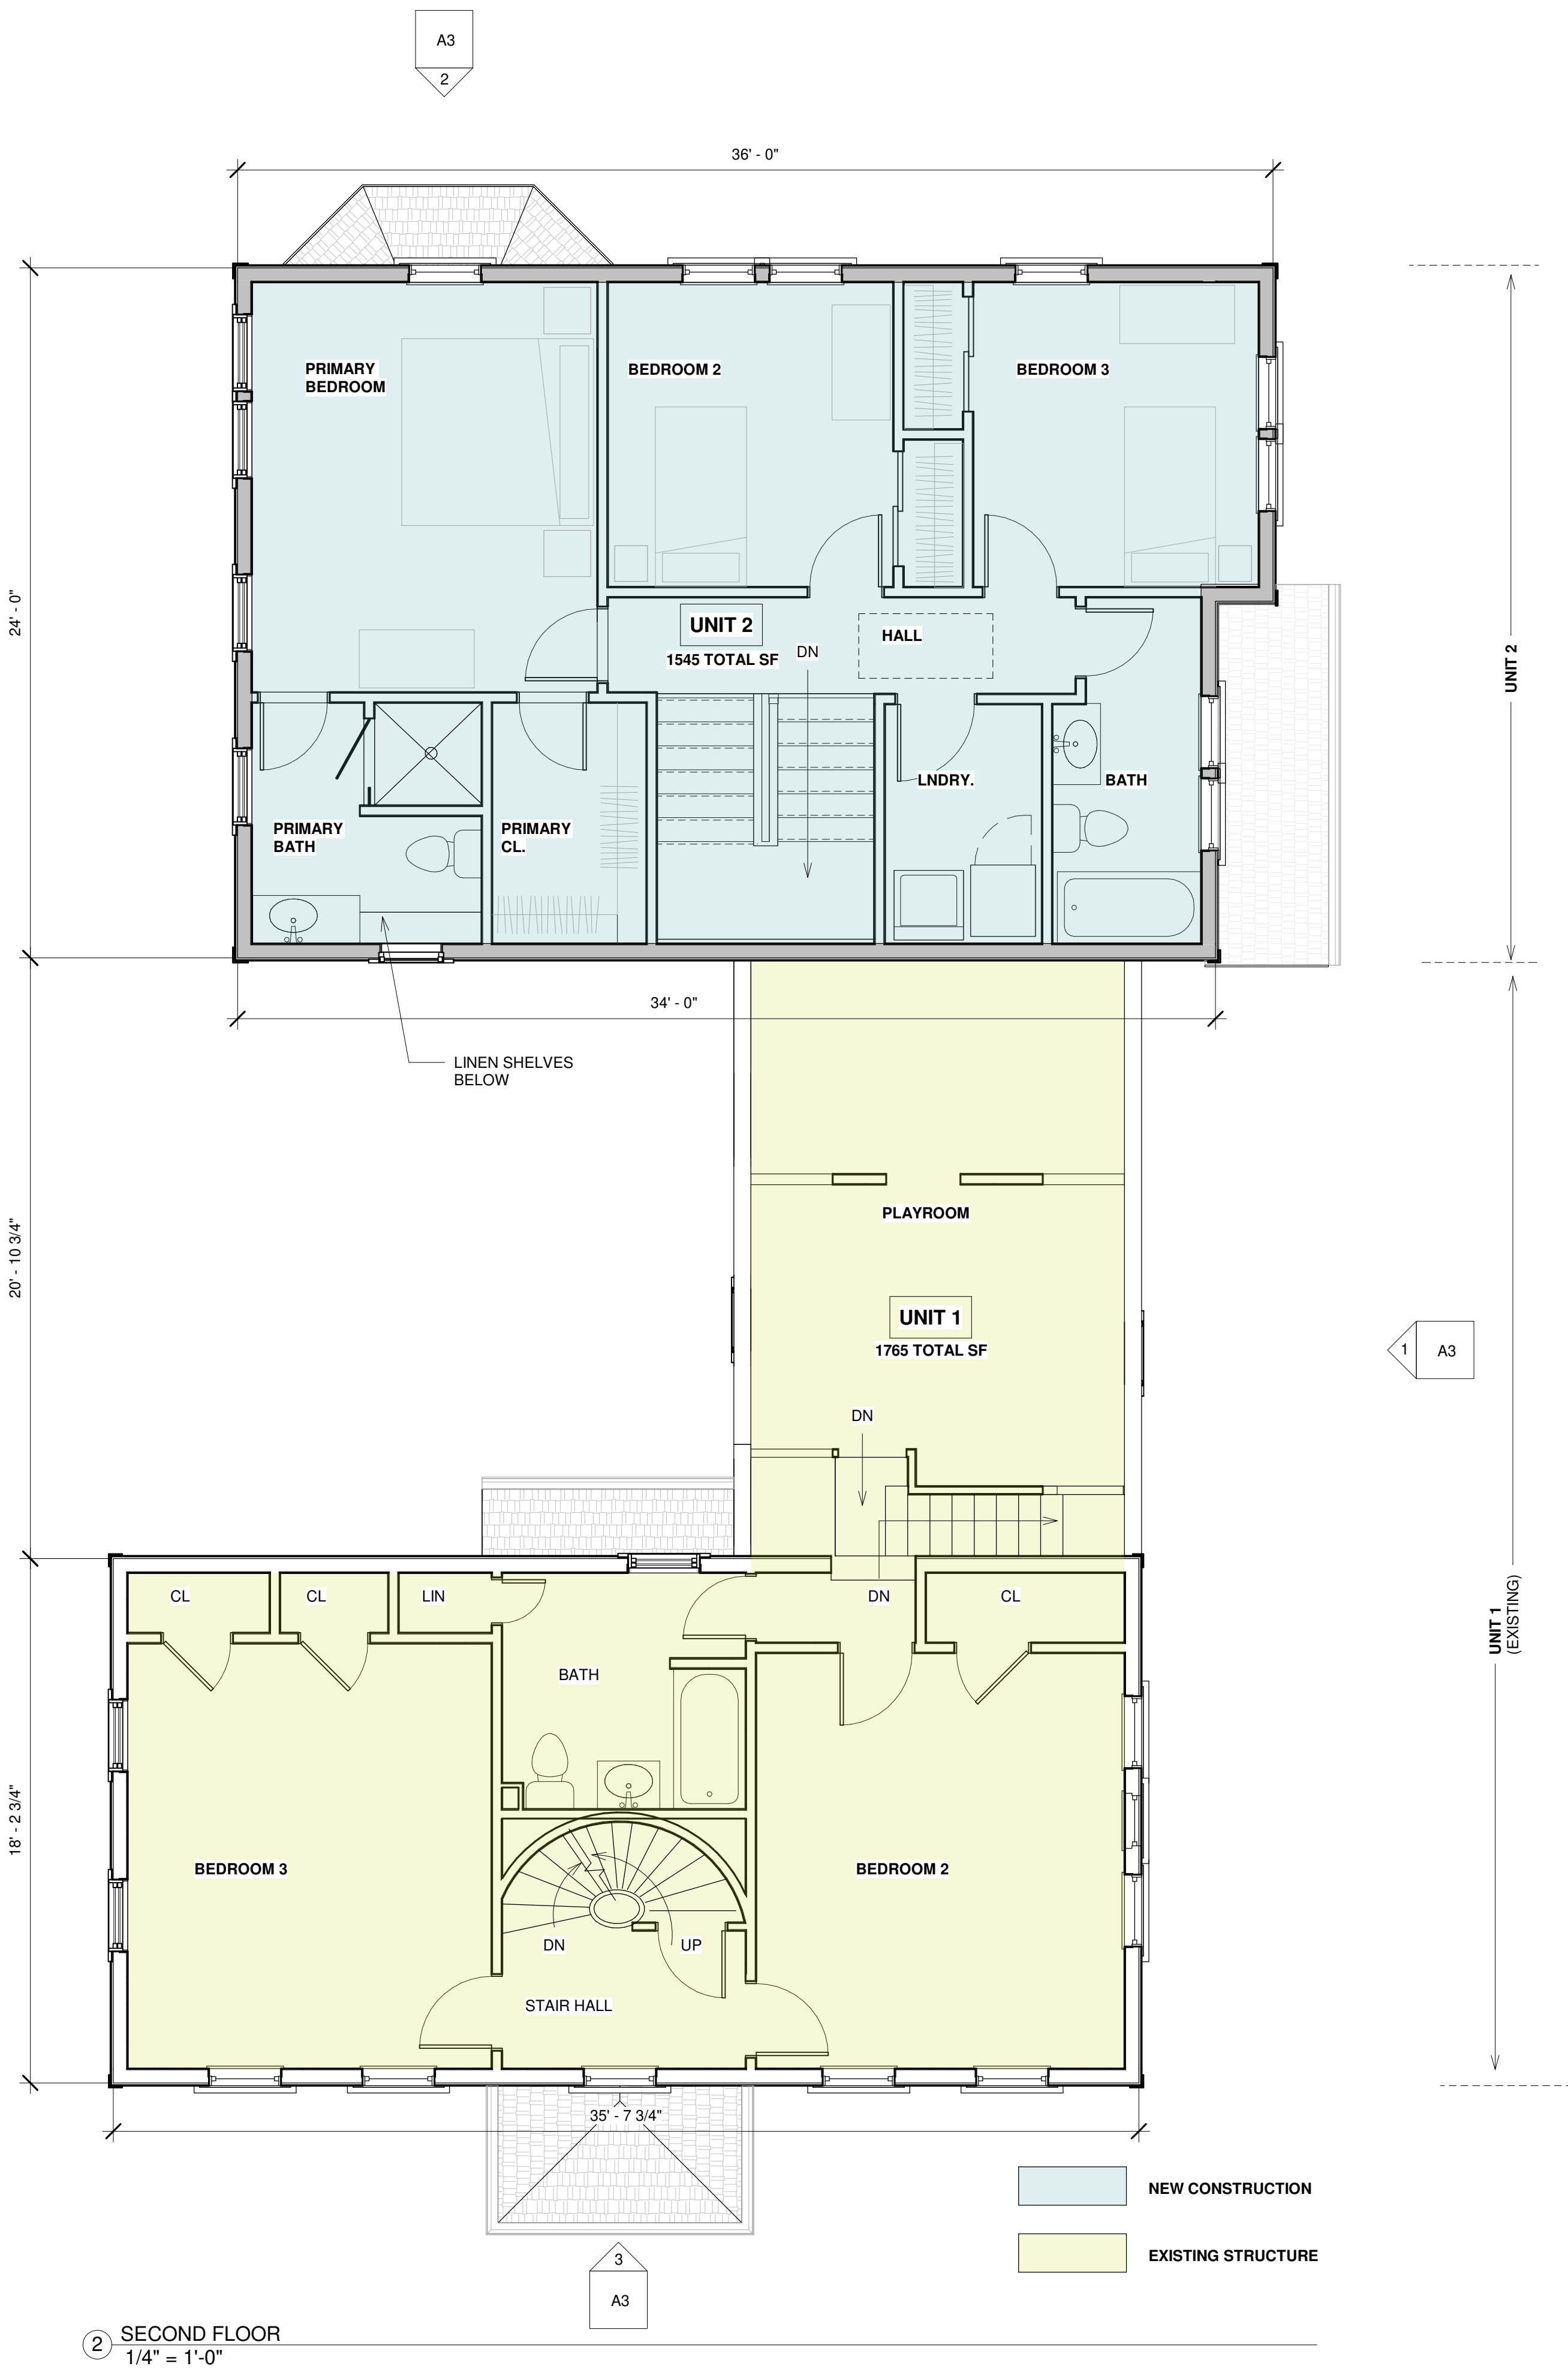 A3
2
36' - 0"
PRIMARY
BEDROOM
BEDROOM 2
BEDROOM 3
24' - 0"
UNIT 2
1545 TOTAL SF
DN
HALL
UNIT 2
PRIMARY
BATH
PRIMARY
CL.
LNDRY.
BATH
34' - 0"
LINEN SHELVES
BELOW
20' - 10 3/4"
PLAYROOM
UNIT 1
1765 TOTAL SF
1
A3
DN
CL
CL
LIN
DN
CL
UNIT 1
(EXISTING)
BATH
18' - 2 3/4"
BEDROOM 3
BEDROOM 2
DN
UP
STAIR HALL
35' - 7 3/4"
NEW CONSTRUCTION
EXISTING STRUCTURE
3
A3
2
SECOND FLOOR
1/4" = 1'-0"